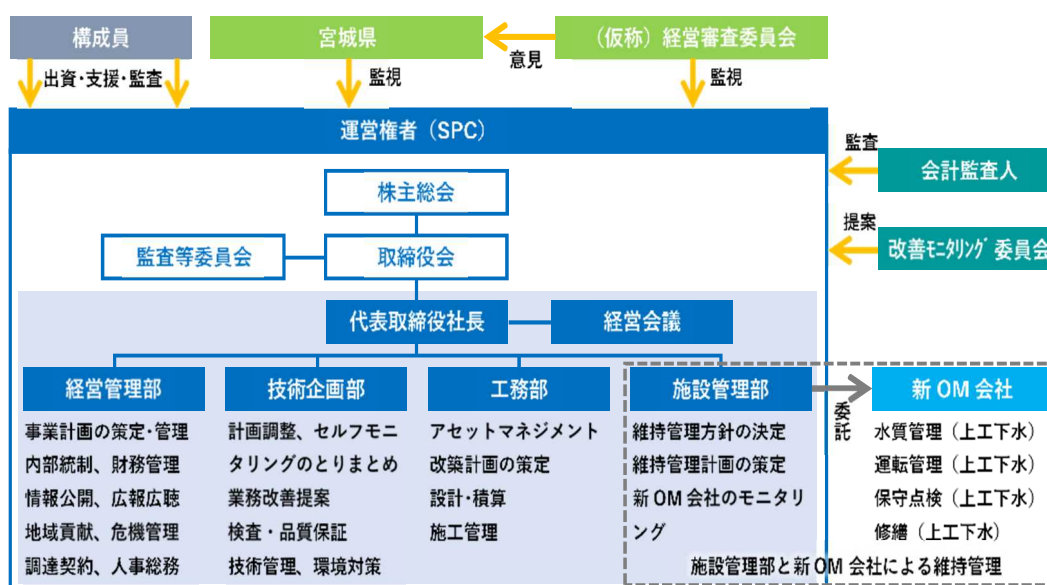 構成員
宮城県
（仮称）経営審査委員会
意見
出資・支援・監査
監視
監視
運営権者（SPC）
監査
会計監査人
株主総会
提案
監査等委員会
取締役会
改善ﾓﾆﾀﾘﾝｸﾞ 委員会
代表取締役社長
経営会議
経営管理部
事業計画の策定・管理
内部統制、財務管理
情報公開、広報広聴
地域貢献、危機管理
調達契約、人事総務
技術企画部
計画調整、セルフモニ
タリングのとりまとめ
業務改善提案
検査・品質保証
技術管理、環境対策
工務部
アセットマネジメント
改築計画の策定
設計・積算
施工管理
施設管理部
維持管理方針の決定
維持管理計画の策定
新 OM 会社のモニタリ
ング
委託
新 OM 会社
水質管理（上工下水）
運転管理（上工下水）
保守点検（上工下水）
修繕（上工下水）
施設管理部と新 OM 会社による維持管理